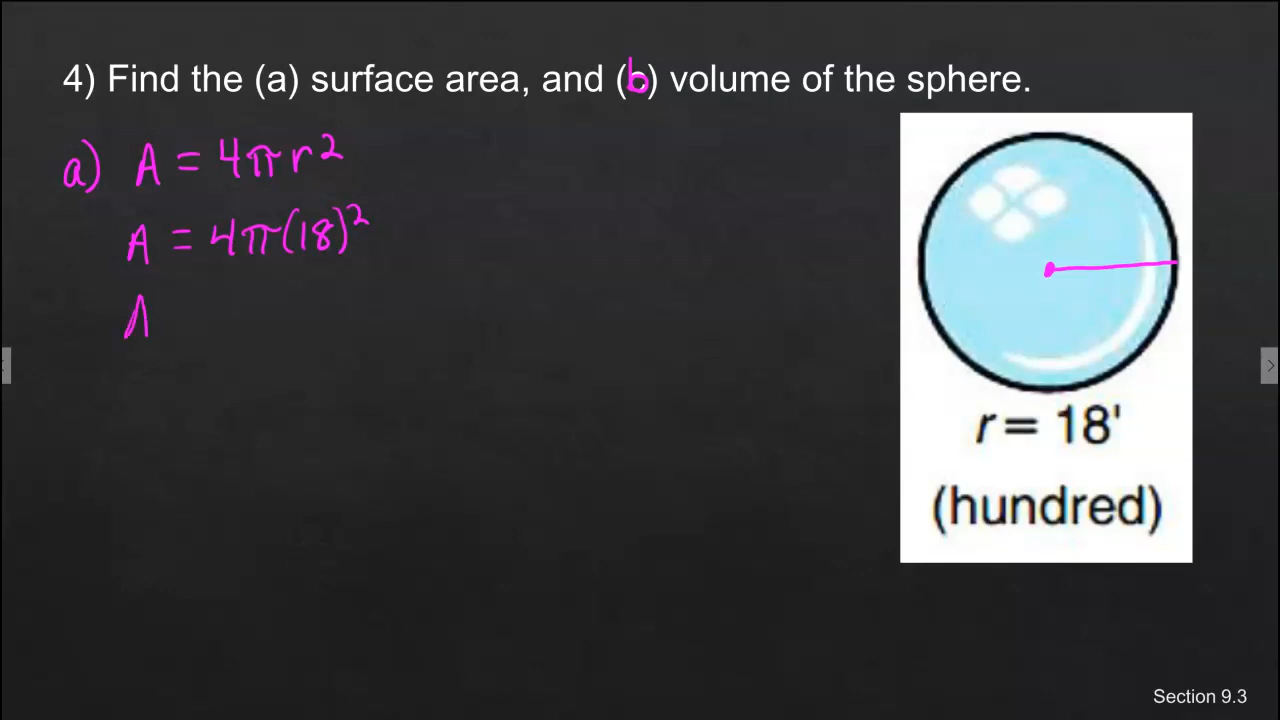 4) Find the (a) surface area, and (b) volume of the sphere.
a) A = 4πr²
A = 4π(18)²
A
r = 18'
(hundred)
Section 9.3